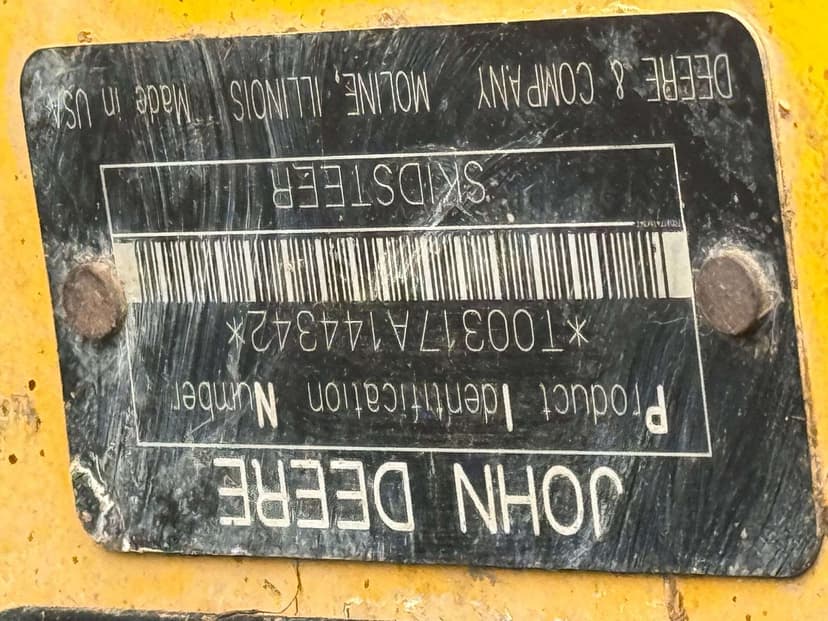 JOHN DEERE
Product Identification Number
*T00317A144342*
SKIDSTEER
DEERE & COMPANY MOLINE, ILLINOIS Made in USA